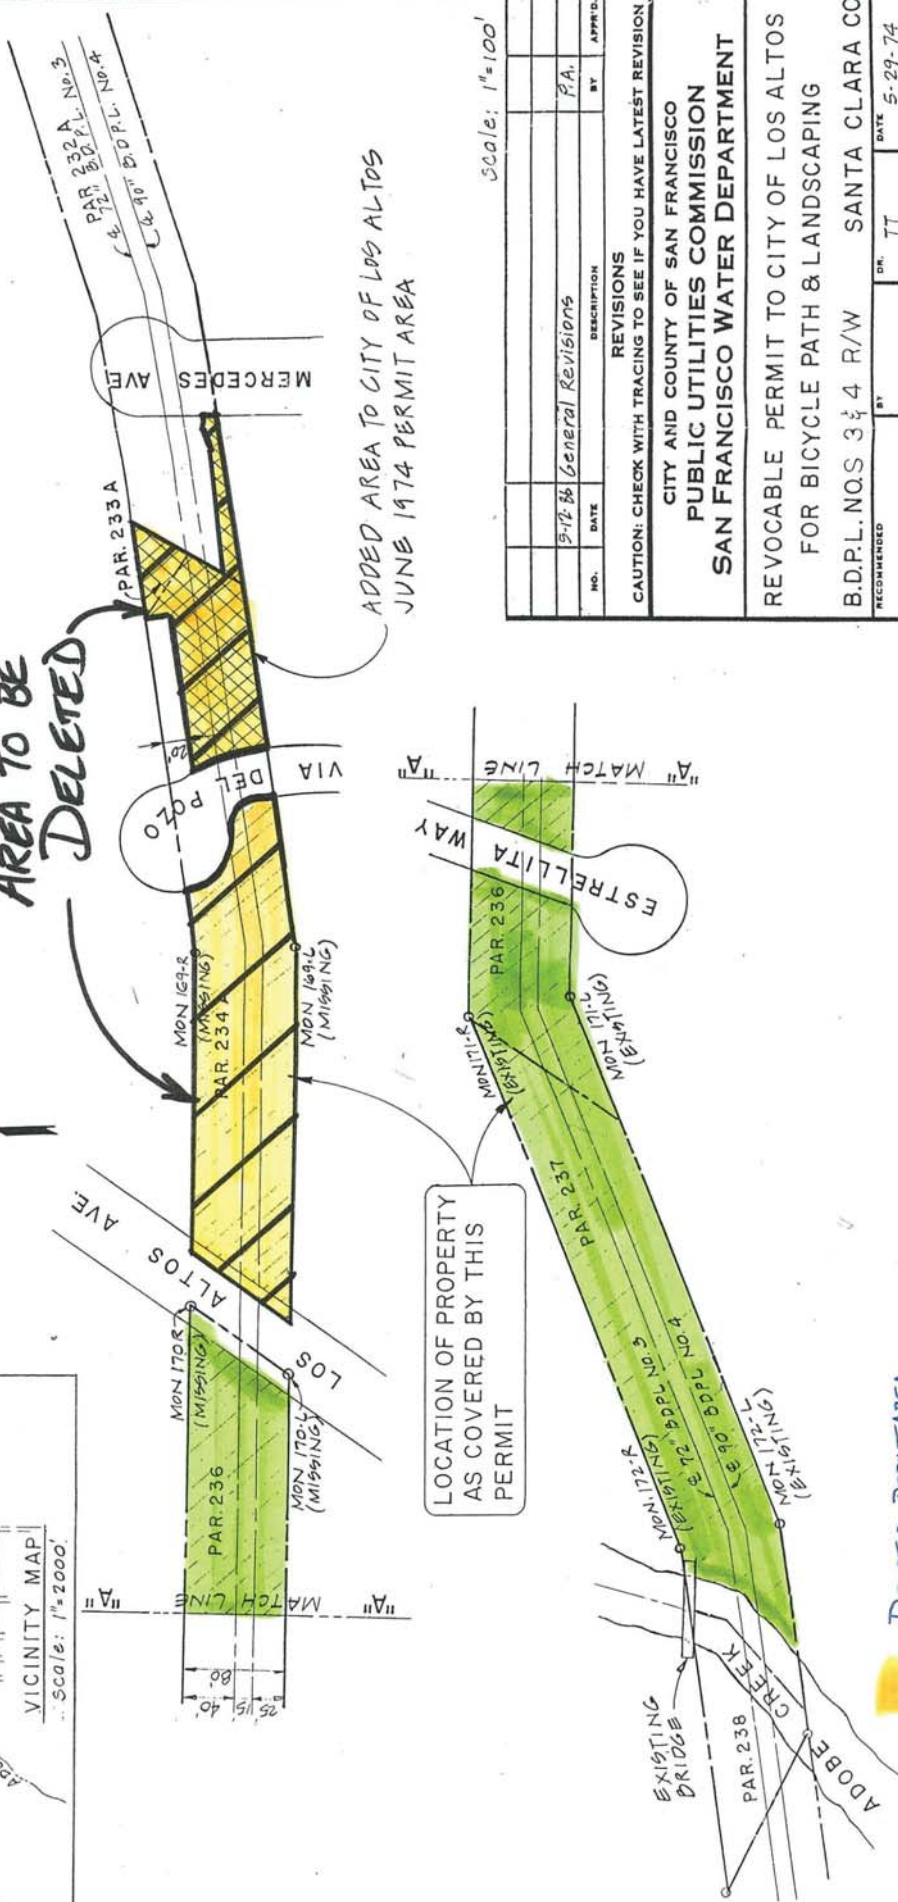 VICINITY MAP
Scale: 1"=2000'
AREA TO BE
DELETED
PAR 232A
℄ 72" B.D.P.L. No.3
℄ 90" B.D.P.L. No.4
MERCEDES AVE
(PAR. 233A
ADDED AREA TO CITY OF LOS ALTOS
JUNE 1974 PERMIT AREA
20'
VIA DEL POZO
MON 169-R
(MISSING)
PAR. 234
MON 169-L
(MISSING)
LOS ALTOS AVE.
MON 170R
(MISSING)
MON 170-L
(MISSING)
PAR. 236
MATCH LINE
"A"
"A"
40'
15'
25'
80'
LOCATION OF PROPERTY
AS COVERED BY THIS
PERMIT
"A"
MATCH LINE
"A"
ESTRELLITA WAY
PAR. 236
MON 171-R
(EXISTING)
MON 171-L
(EXISTING)
PAR. 237
MON. 172-R
(EXISTING)
℄ 72" BDPL NO.3
℄ 90" BDPL NO.4
MON 172-L
(EXISTING)
EXISTING
BRIDGE
PAR. 238
ADOBE CREEK
Scale: 1"=100'
9-12-86 General Revisions P.A.
NO. DATE DESCRIPTION BY APPR'D.
REVISIONS
CAUTION: CHECK WITH TRACING TO SEE IF YOU HAVE LATEST REVISION
CITY AND COUNTY OF SAN FRANCISCO
PUBLIC UTILITIES COMMISSION
SAN FRANCISCO WATER DEPARTMENT
REVOCABLE PERMIT TO CITY OF LOS ALTOS
FOR BICYCLE PATH & LANDSCAPING
B.D.P.L. NO.S 3 & 4 R/W SANTA CLARA CO
RECOMMENDED BY DR. TT DATE 5-29-74